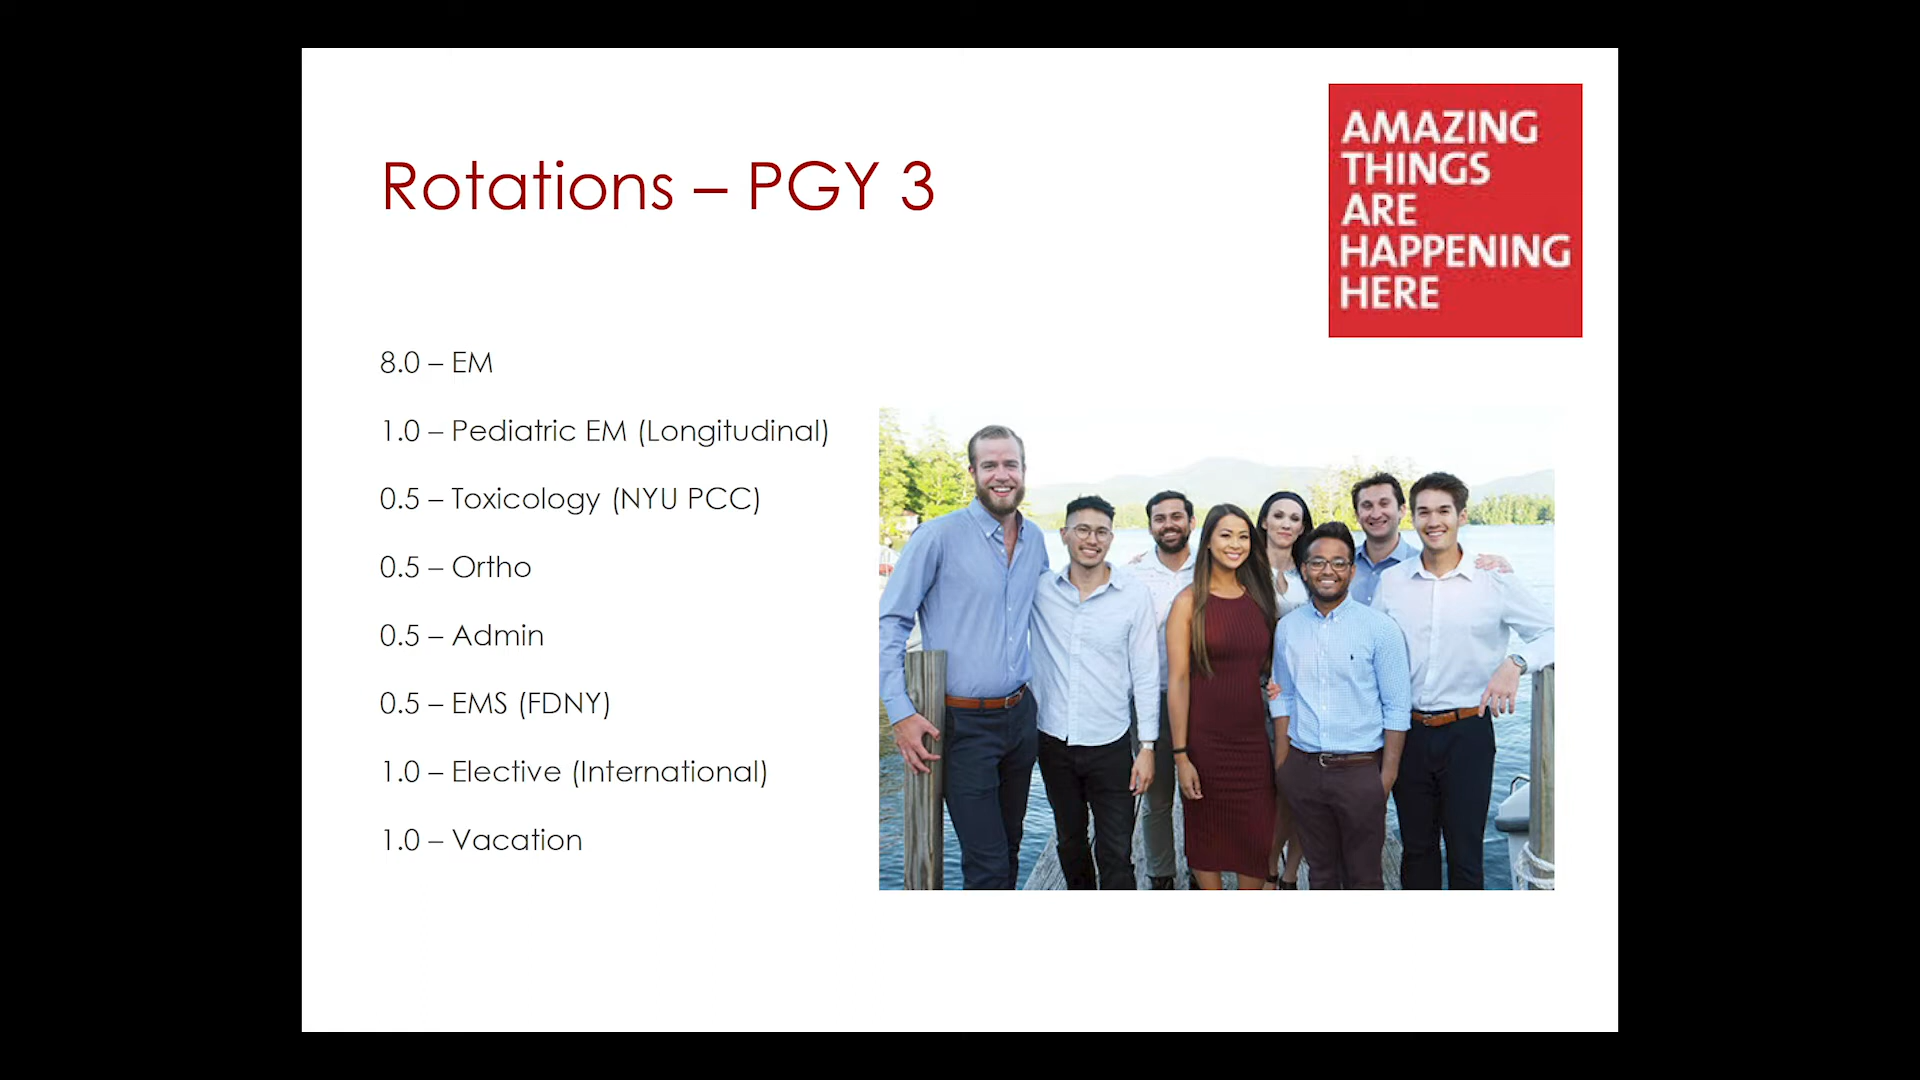 Rotations – PGY 3
AMAZING
THINGS
ARE
HAPPENING
HERE
8.0 – EM
1.0 – Pediatric EM (Longitudinal)
0.5 – Toxicology (NYU PCC)
0.5 – Ortho
0.5 – Admin
0.5 – EMS (FDNY)
1.0 – Elective (International)
1.0 – Vacation